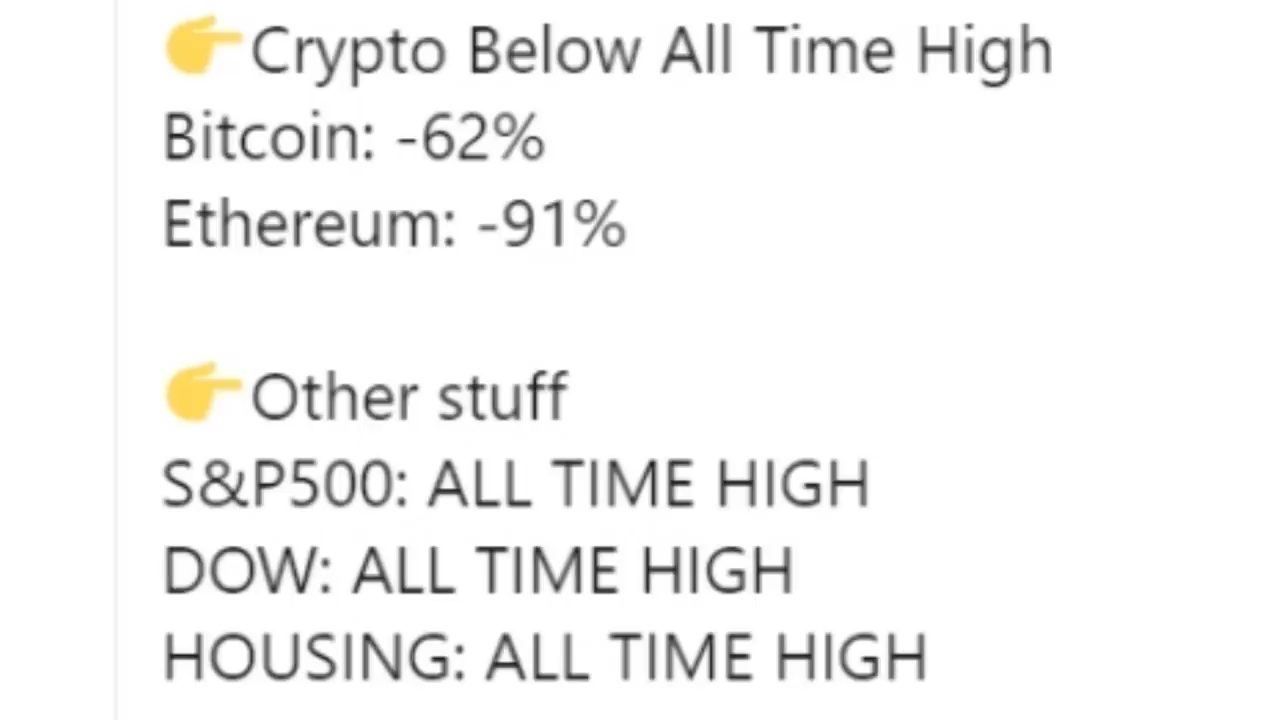 👉Crypto Below All Time High
Bitcoin: -62%
Ethereum: -91%
👉Other stuff
S&P500: ALL TIME HIGH
DOW: ALL TIME HIGH
HOUSING: ALL TIME HIGH